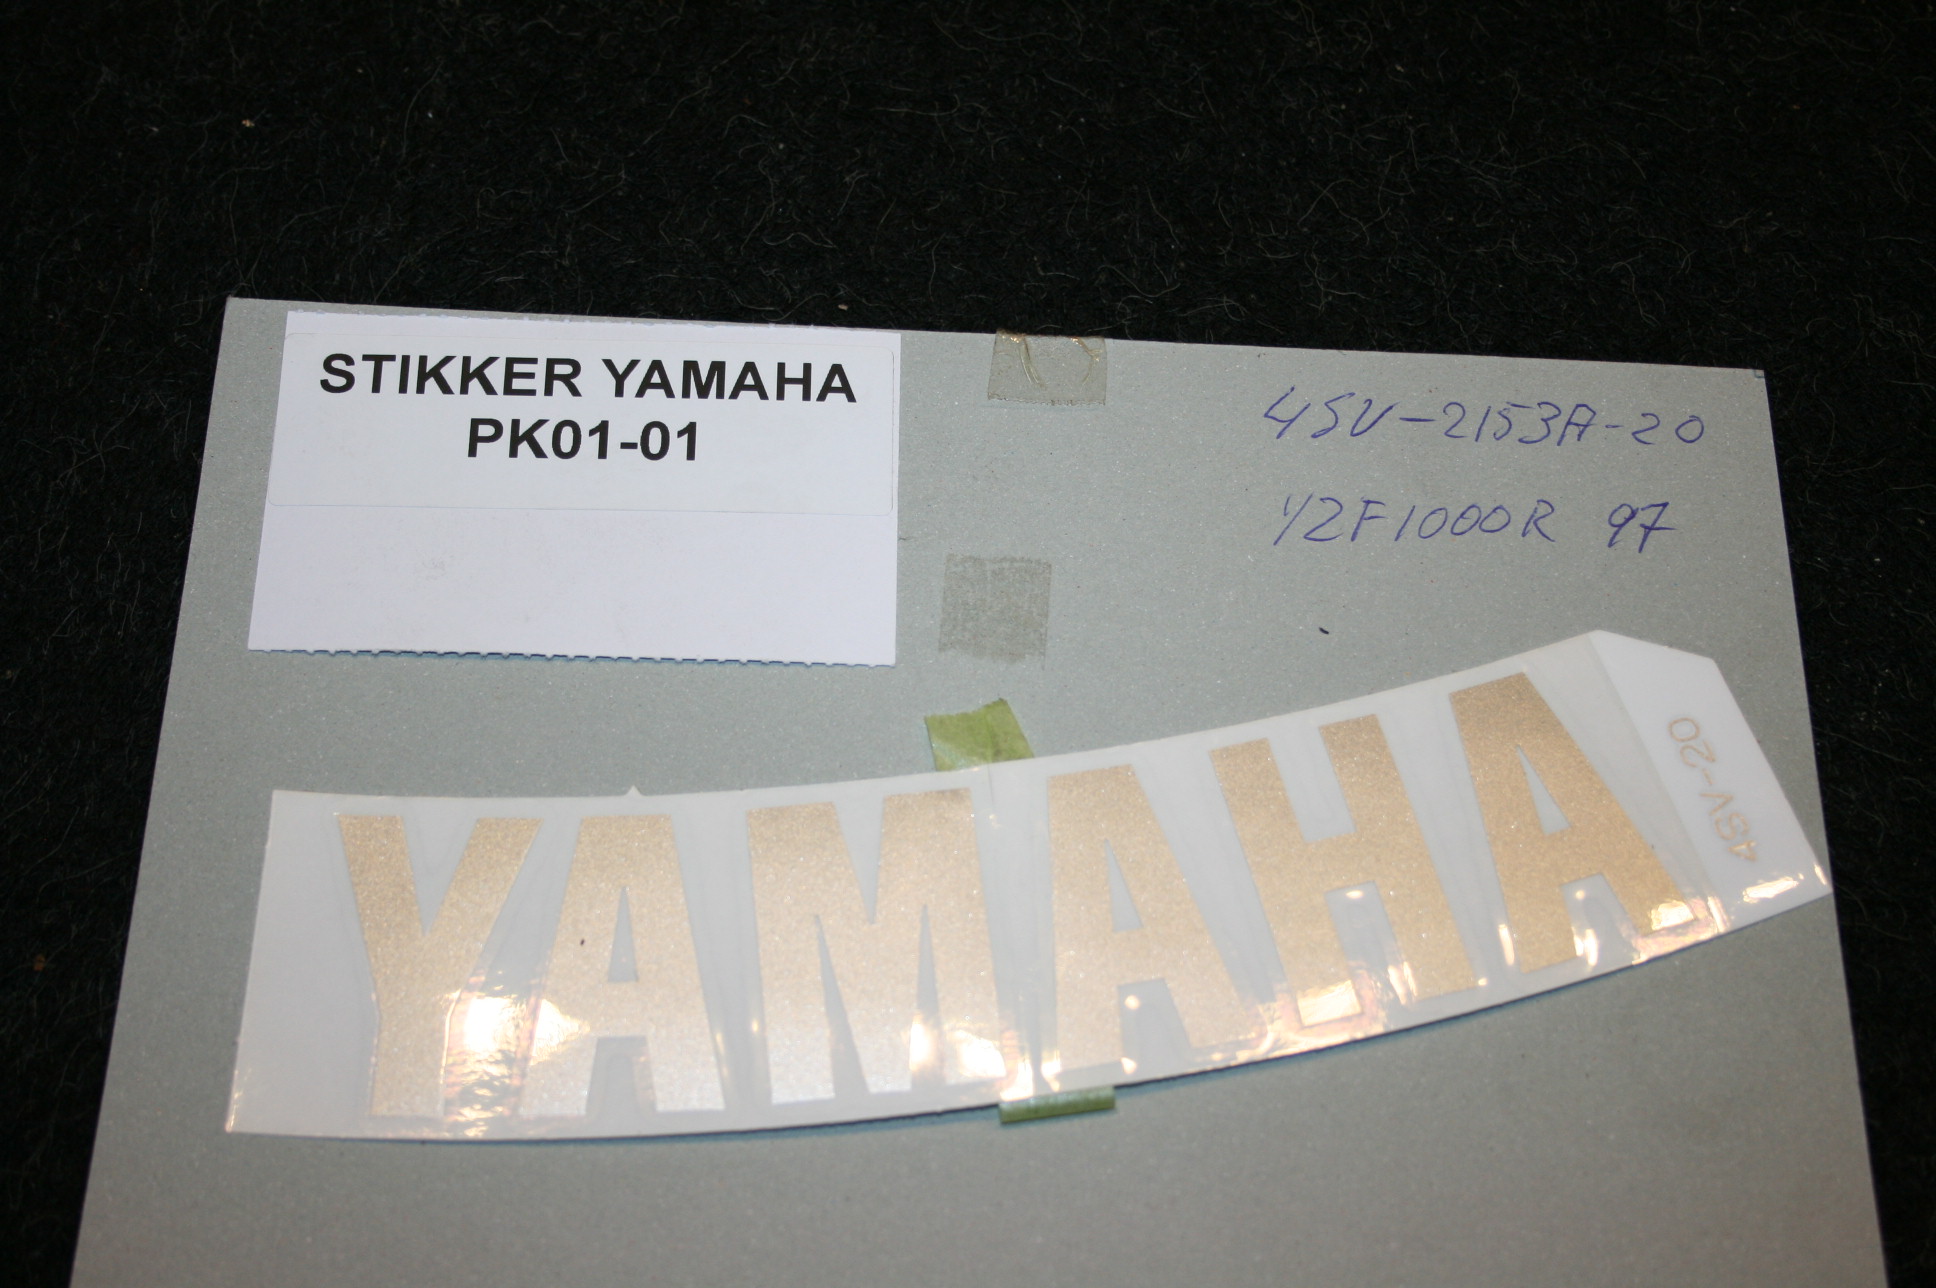 STIKKER YAMAHA
PK01-01
4SV-2153A-20
YZF1000R 97
YAMAHA
4SV-20